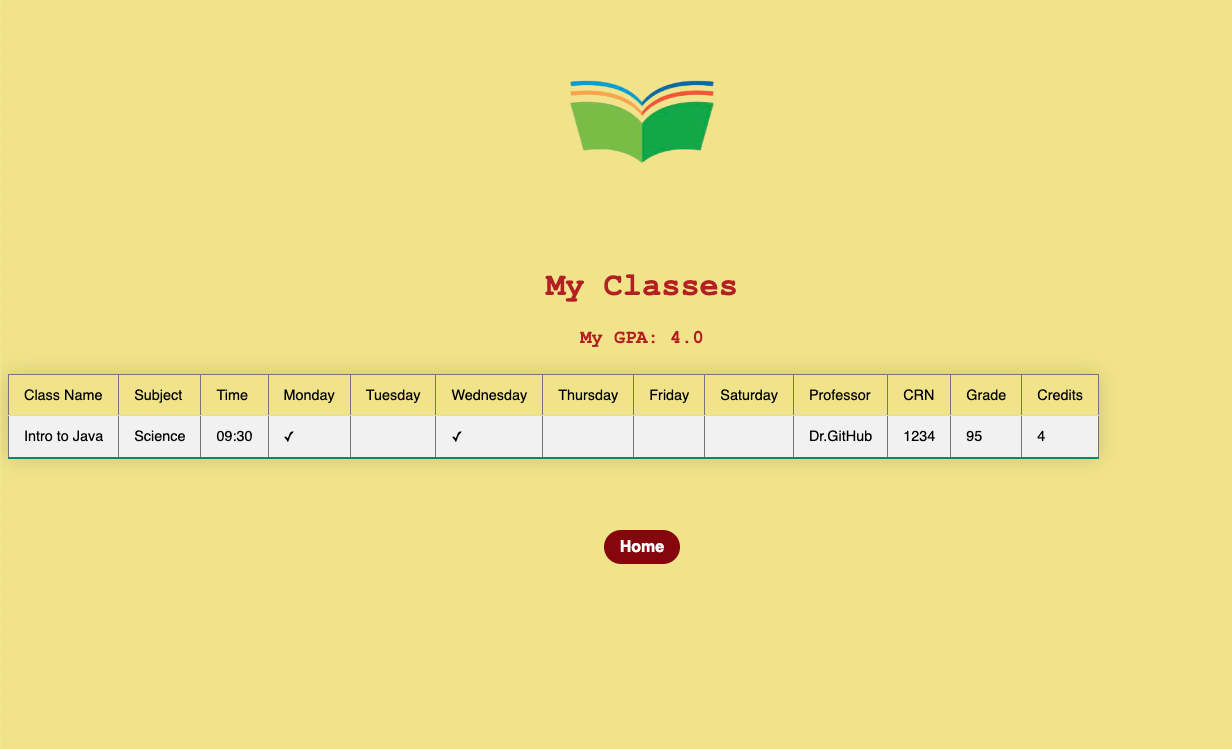 My Classes
My GPA: 4.0
Class Name Subject Time Monday Tuesday Wednesday Thursday Friday Saturday Professor CRN Grade Credits
Intro to Java Science 09:30 ✓ ✓ Dr.GitHub 1234 95 4
Home